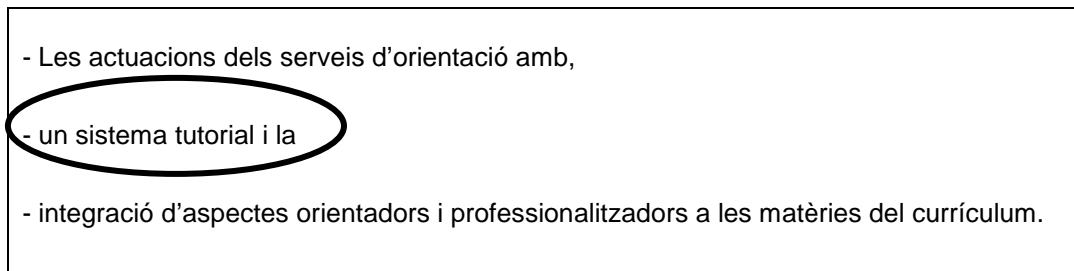 - Les actuacions dels serveis d’orientació amb,
- un sistema tutorial i la
- integració d’aspectes orientadors i professionalitzadors a les matèries del currículum.